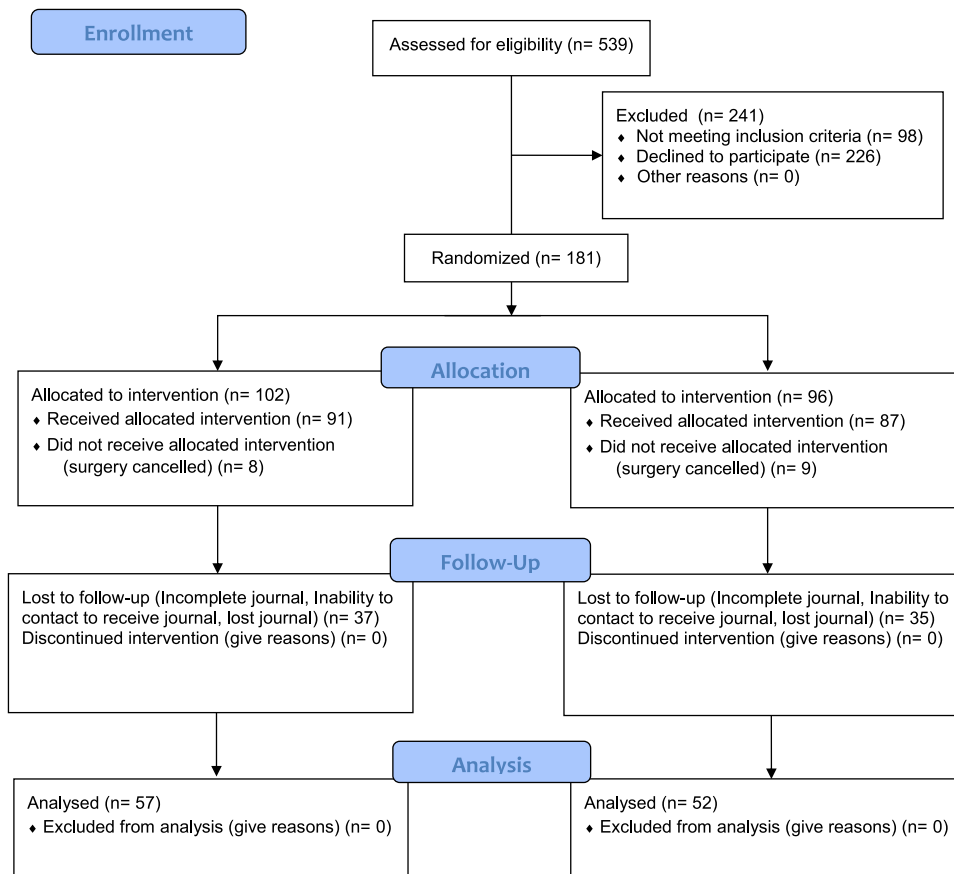 Enrollment
Assessed for eligibility (n= 539)
Excluded (n= 241)
♦ Not meeting inclusion criteria (n= 98)
♦ Declined to participate (n= 226)
♦ Other reasons (n= 0)
Randomized (n= 181)
Allocation
Allocated to intervention (n= 102)
♦ Received allocated intervention (n= 91)
♦ Did not receive allocated intervention
(surgery cancelled) (n= 8)
Allocated to intervention (n= 96)
♦ Received allocated intervention (n= 87)
♦ Did not receive allocated intervention
(surgery cancelled) (n= 9)
Follow-Up
Lost to follow-up (Incomplete journal, Inability to
contact to receive journal, lost journal) (n= 37)
Discontinued intervention (give reasons) (n= 0)
Lost to follow-up (Incomplete journal, Inability to
contact to receive journal, lost journal) (n= 35)
Discontinued intervention (give reasons) (n= 0)
Analysis
Analysed (n= 57)
♦ Excluded from analysis (give reasons) (n= 0)
Analysed (n= 52)
♦ Excluded from analysis (give reasons) (n= 0)